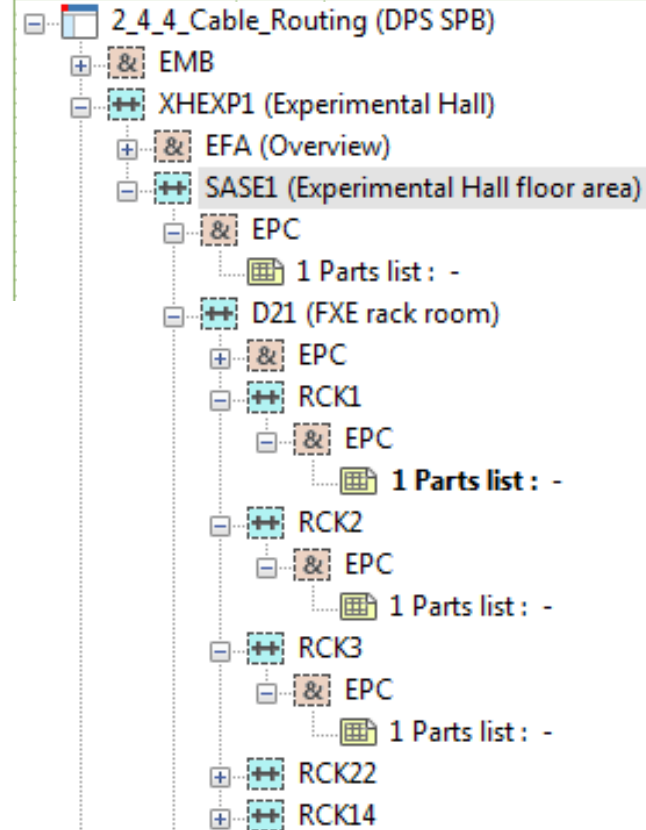 2_4_4_Cable_Routing (DPS SPB)
& EMB
XHEXP1 (Experimental Hall)
& EFA (Overview)
SASE1 (Experimental Hall floor area)
& EPC
1 Parts list : -
D21 (FXE rack room)
& EPC
RCK1
& EPC
1 Parts list : -
RCK2
& EPC
1 Parts list : -
RCK3
& EPC
1 Parts list : -
RCK22
RCK14